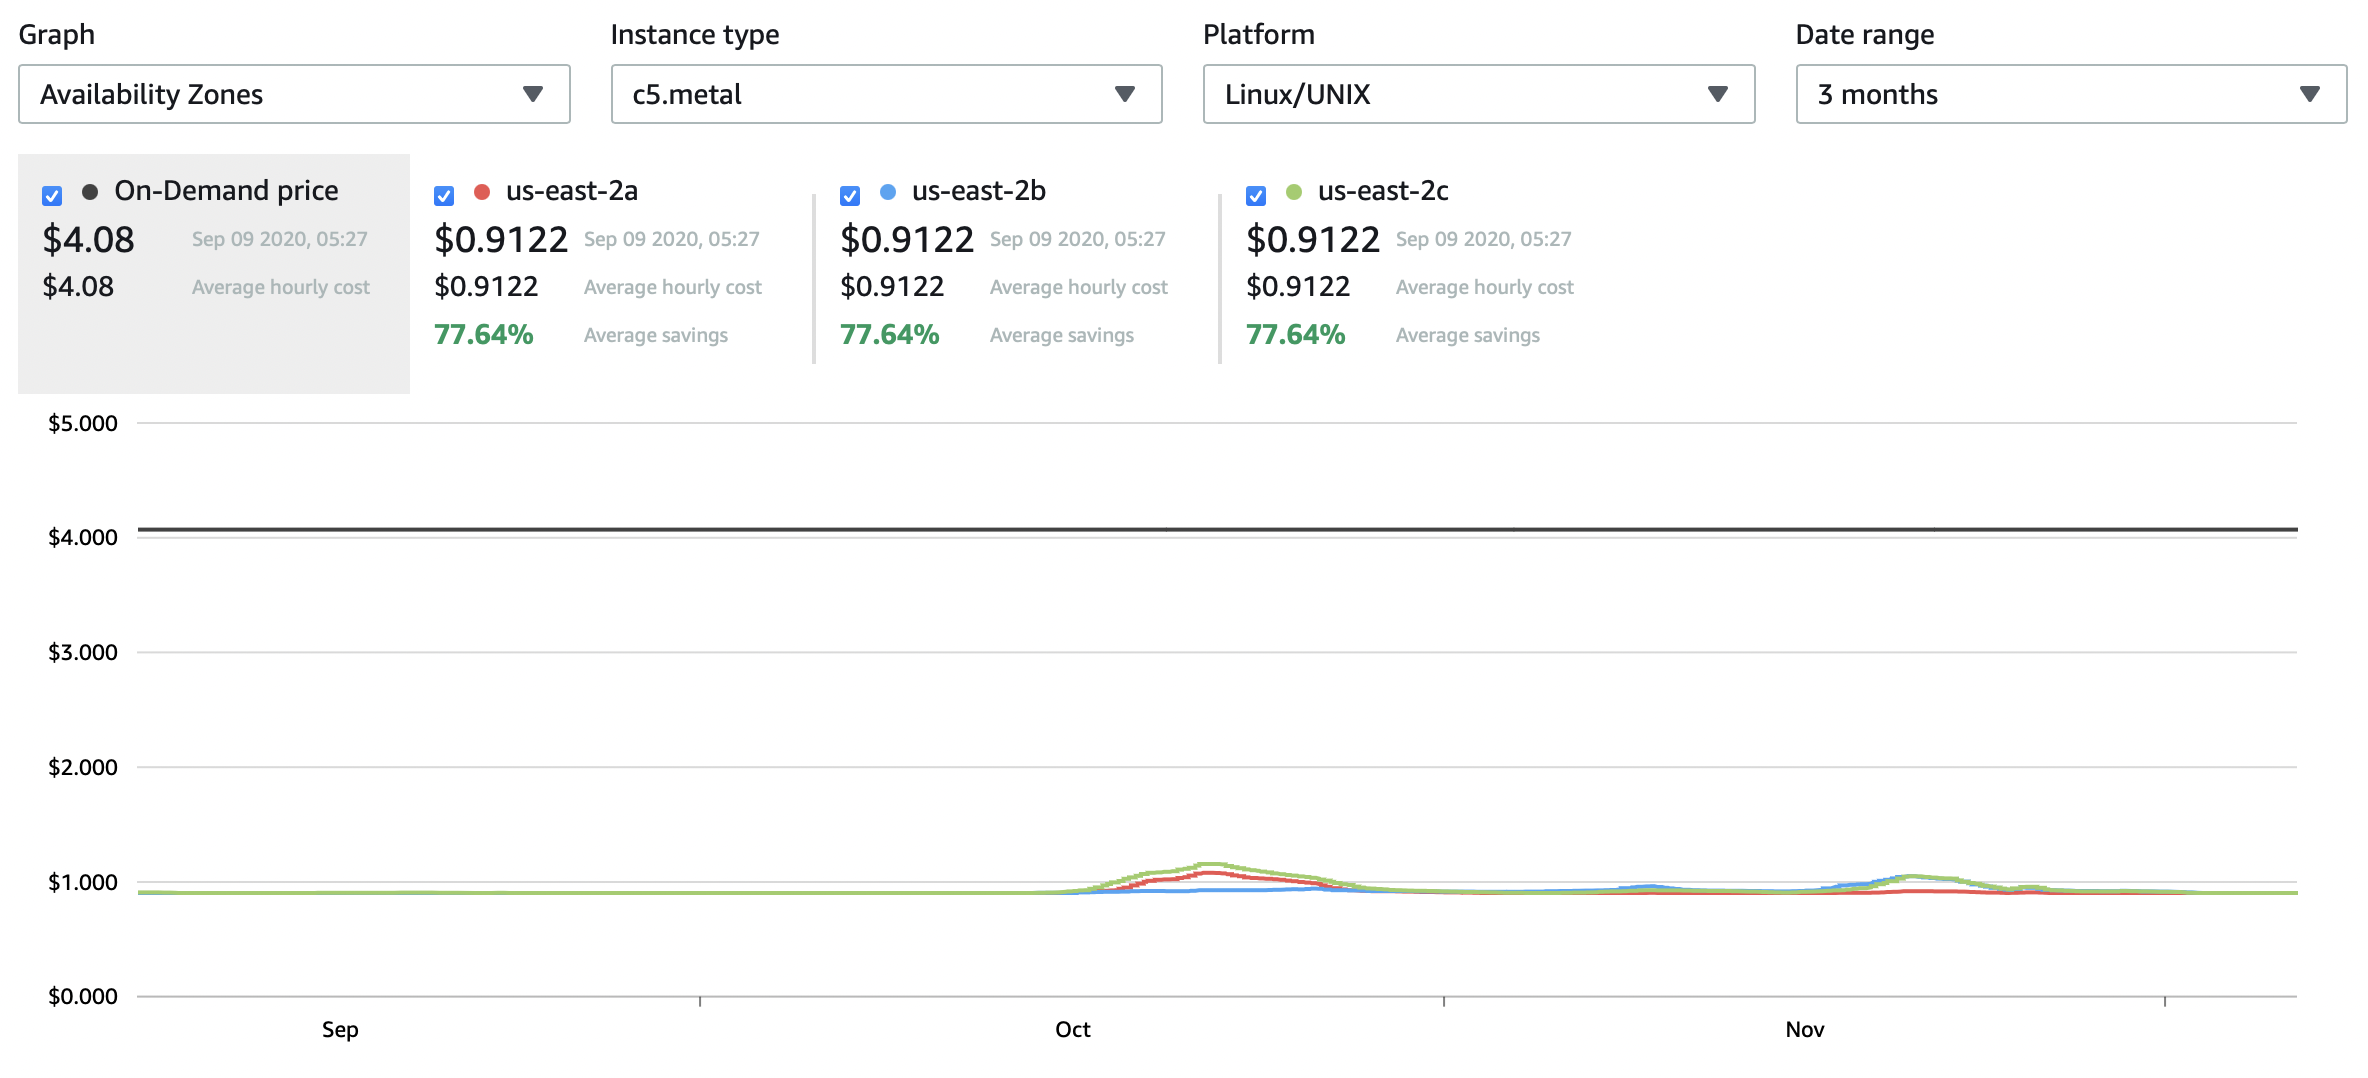 Graph
Instance type
Platform
Date range
Availability Zones
c5.metal
Linux/UNIX
3 months
On-Demand price
$4.08 Sep 09 2020, 05:27
$4.08 Average hourly cost
us-east-2a
$0.9122 Sep 09 2020, 05:27
$0.9122 Average hourly cost
77.64% Average savings
us-east-2b
$0.9122 Sep 09 2020, 05:27
$0.9122 Average hourly cost
77.64% Average savings
us-east-2c
$0.9122 Sep 09 2020, 05:27
$0.9122 Average hourly cost
77.64% Average savings
$5.000
$4.000
$3.000
$2.000
$1.000
$0.000
Sep
Oct
Nov